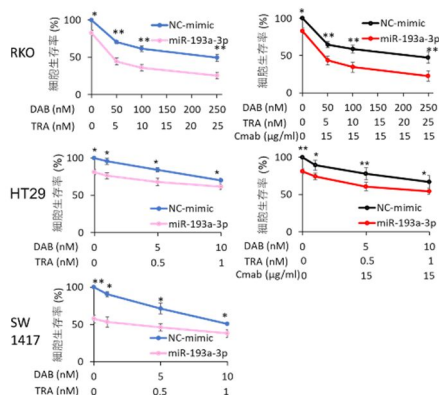 RKO
細胞生存率 (%)
100
50
0
*
**
**
**
NC-mimic
miR-193a-3p
0 50 100 150 200 250
DAB (nM)
TRA (nM)
0 5 10 15 20 25
細胞生存率 (%)
100
50
0
*
**
**
**
NC-mimic
miR-193a-3p
DAB (nM) 0 50 100 150 200 250
TRA (nM) 0 5 10 15 20 25
Cmab (μg/ml) 0 15 15 15 15 15
HT29
細胞生存率 (%)
100
50
*
*
*
*
NC-mimic
miR-193a-3p
DAB (nM) 0 5 10
TRA (nM) 0 0.5 1
細胞生存率 (%)
100
50
**
*
**
*
NC-mimic
miR-193a-3p
DAB (nM) 0 5 10
TRA (nM) 0 0.5 1
Cmab (μg/ml) 0 15 15
SW
1417
細胞生存率 (%)
100
50
0
**
*
*
*
NC-mimic
miR-193a-3p
DAB (nM) 0 5 10
TRA (nM) 0 0.5 1